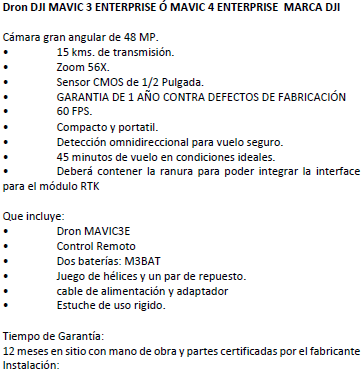 Dron DJI MAVIC 3 ENTERPRISE Ó MAVIC 4 ENTERPRISE  MARCA DJI
Cámara gran angular de 48 MP.
• 15 kms. de transmisión.
• Zoom 56X.
• Sensor CMOS de 1/2 Pulgada.
• GARANTIA DE 1 AÑO CONTRA DEFECTOS DE FABRICACIÓN
• 60 FPS.
• Compacto y portatil.
• Detección omnidireccional para vuelo seguro.
• 45 minutos de vuelo en condiciones ideales.
• Deberá contener la ranura para poder integrar la interface
para el módulo RTK
Que incluye:
• Dron MAVIC3E
• Control Remoto
• Dos baterías: M3BAT
• Juego de hélices y un par de repuesto.
• cable de alimentación y adaptador
• Estuche de uso rigido.
Tiempo de Garantía:
12 meses en sitio con mano de obra y partes certificadas por el fabricante
Instalación: